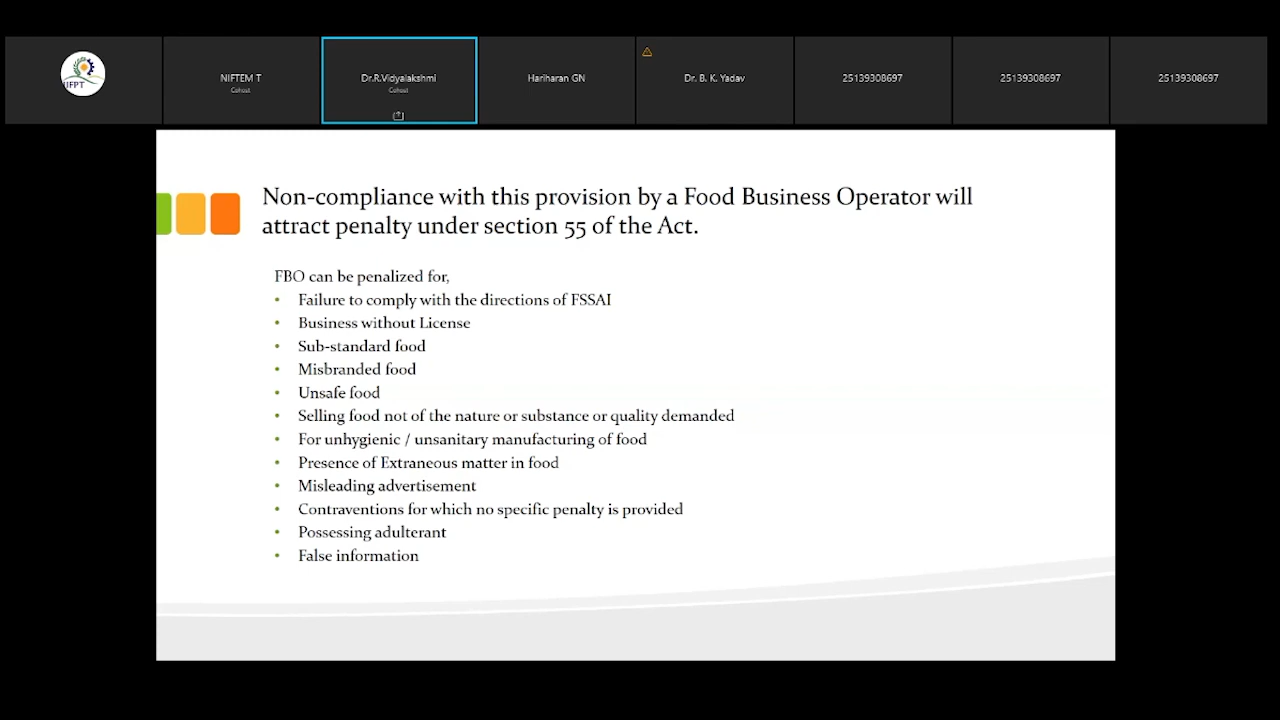 IIFPT
NIFTEM T
Cohost
Dr.R.Vidyalakshmi
Cohost
Hariharan GN
Dr. B. K. Yadav
25139308697
25139308697
25139308697
Non-compliance with this provision by a Food Business Operator will
attract penalty under section 55 of the Act.
FBO can be penalized for,
• Failure to comply with the directions of FSSAI
• Business without License
• Sub-standard food
• Misbranded food
• Unsafe food
• Selling food not of the nature or substance or quality demanded
• For unhygienic / unsanitary manufacturing of food
• Presence of Extraneous matter in food
• Misleading advertisement
• Contraventions for which no specific penalty is provided
• Possessing adulterant
• False information